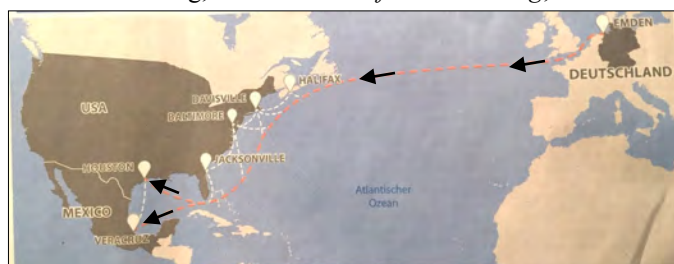 EMDEN
DEUTSCHLAND
HALIFAX
DAVISVILLE
USA
BALTIMORE
JACKSONVILLE
HOUSTON
Atlantischer
Ozean
MEXICO
VERACRUZ